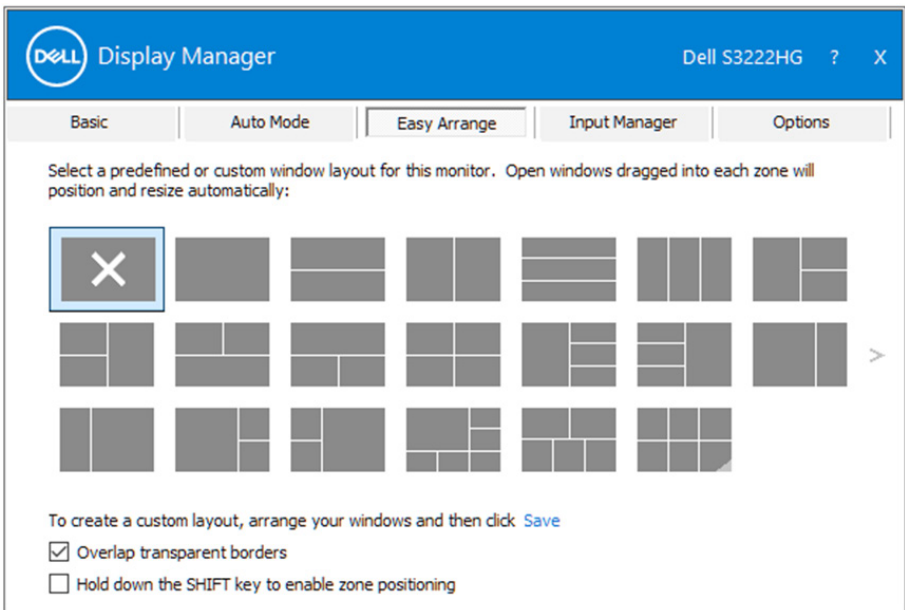 DELL Display Manager Dell S3222HG ? X
Basic Auto Mode Easy Arrange Input Manager Options
Select a predefined or custom window layout for this monitor. Open windows dragged into each zone will
position and resize automatically:
>
To create a custom layout, arrange your windows and then click Save
Overlap transparent borders
Hold down the SHIFT key to enable zone positioning